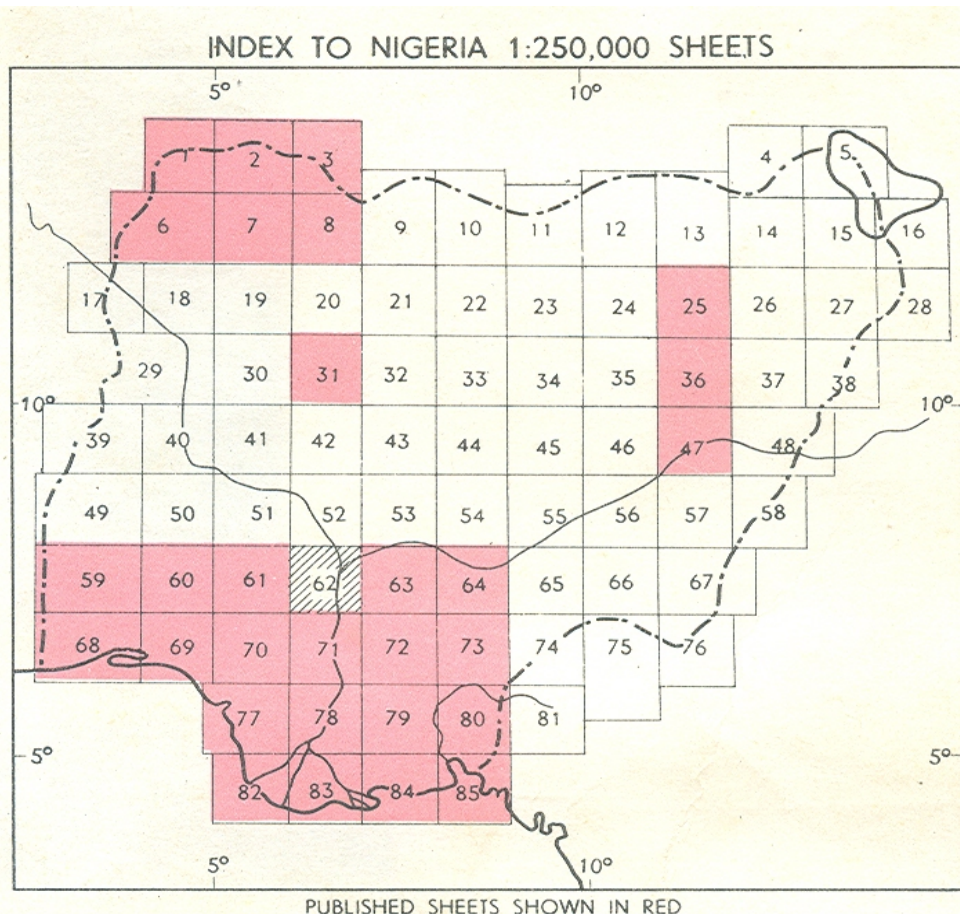 INDEX TO NIGERIA 1:250,000 SHEETS
5° 10°
1 2 3 4 5
6 7 8 9 10 11 12 13 14 15 16
17 18 19 20 21 22 23 24 25 26 27 28
29 30 31 32 33 34 35 36 37 38
10° 10°
39 40 41 42 43 44 45 46 47 48
49 50 51 52 53 54 55 56 57 58
59 60 61 62 63 64 65 66 67
68 69 70 71 72 73 74 75 76
77 78 79 80 81
5° 5°
82 83 84 85
5° 10°
PUBLISHED SHEETS SHOWN IN RED